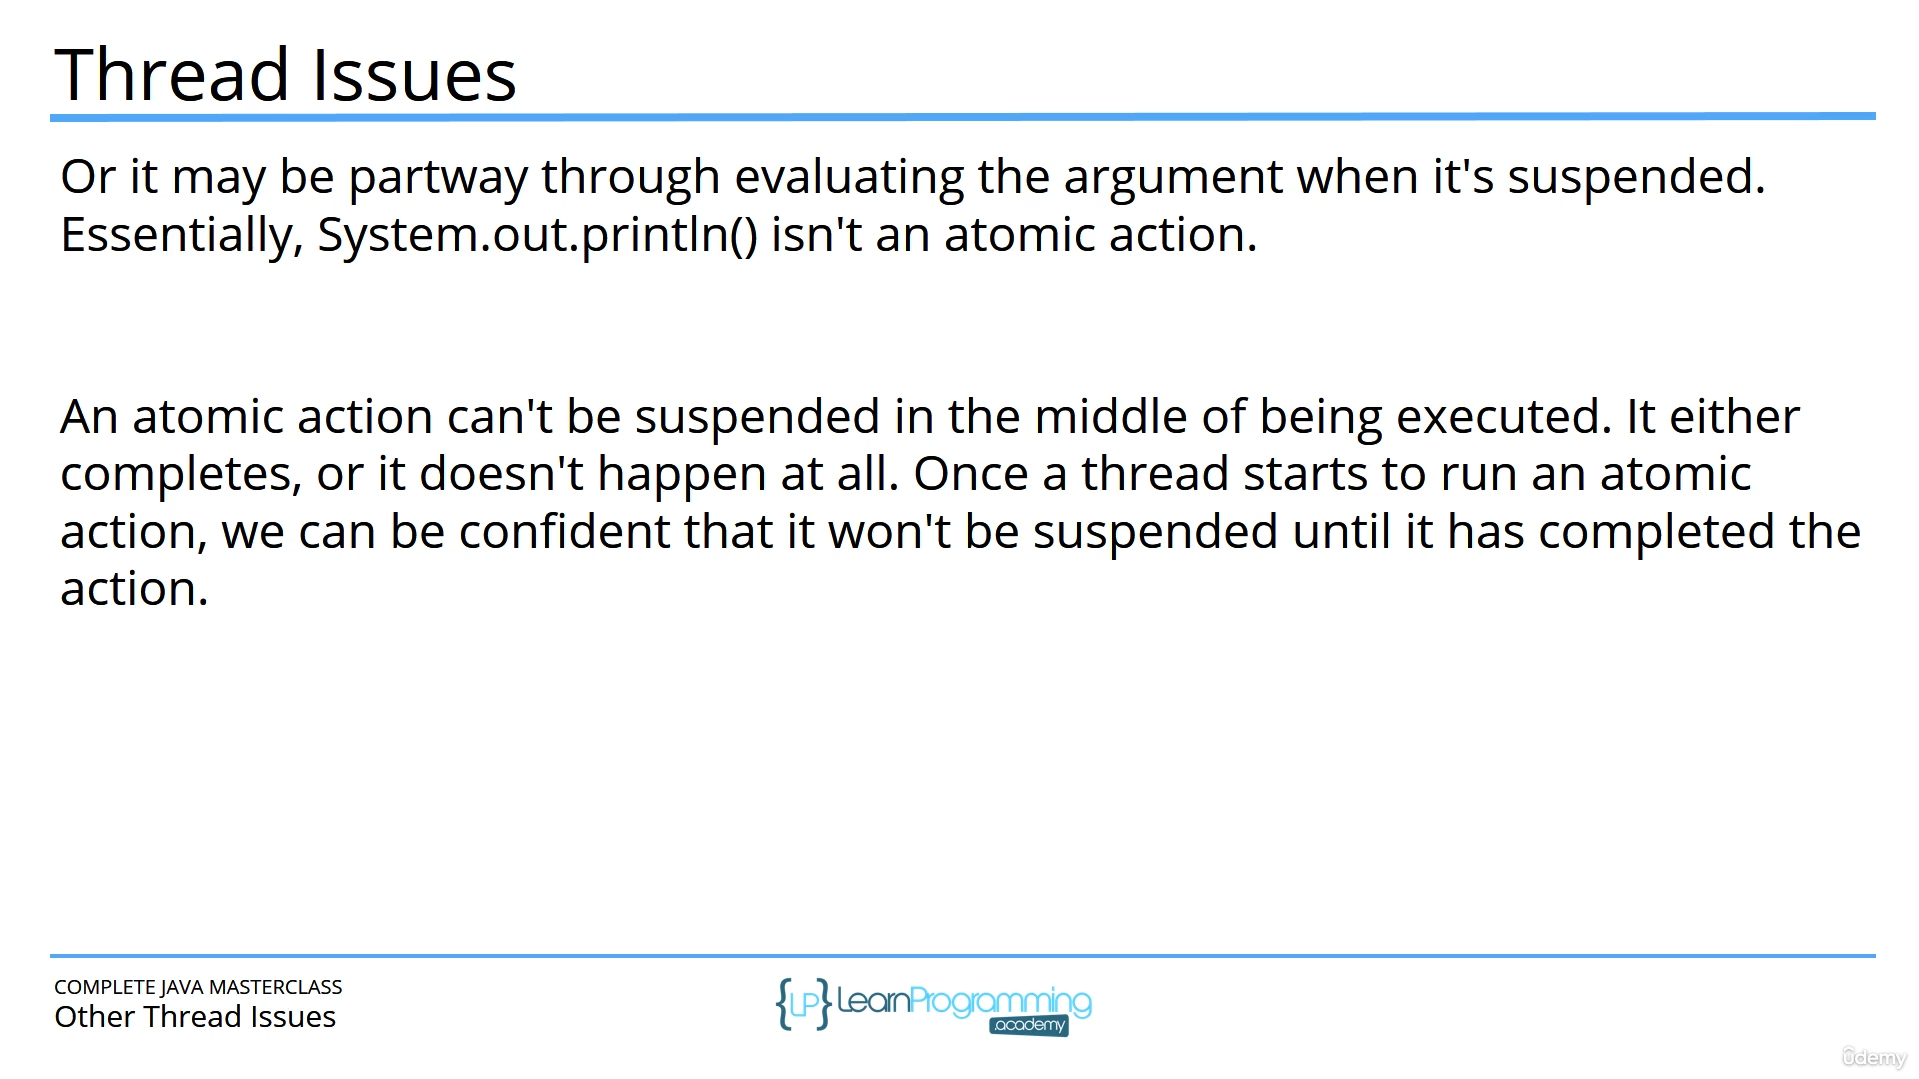 Thread Issues
Or it may be partway through evaluating the argument when it's suspended.
Essentially, System.out.println() isn't an atomic action.
An atomic action can't be suspended in the middle of being executed. It either
completes, or it doesn't happen at all. Once a thread starts to run an atomic
action, we can be confident that it won't be suspended until it has completed the
action.
COMPLETE JAVA MASTERCLASS
Other Thread Issues
{LP} LearnProgramming
.academy
ûdemy